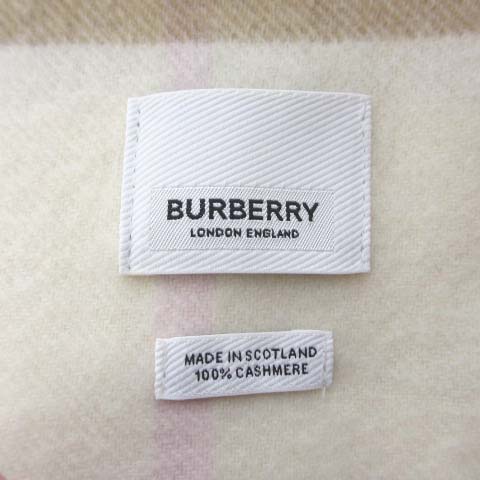 BURBERRY
LONDON ENGLAND
MADE IN SCOTLAND
100% CASHMERE